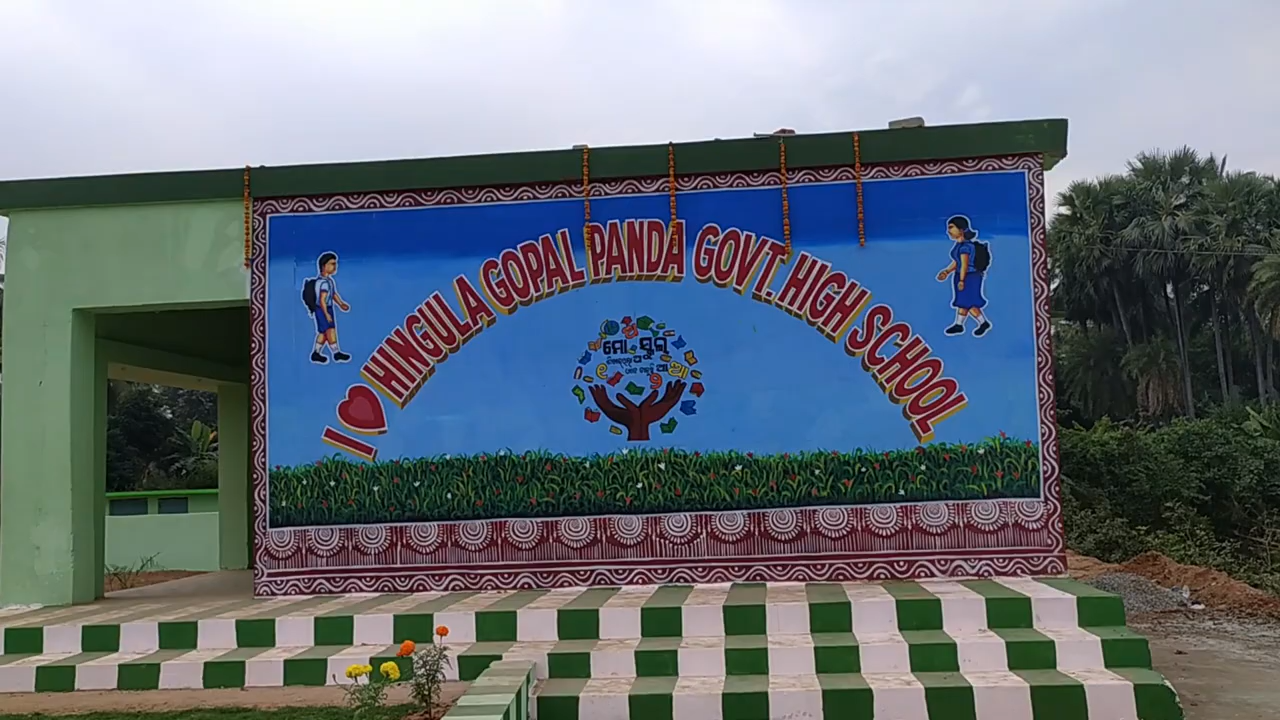 I ❤ HINGULA GOPAL PANDA GOVT. HIGH SCHOOL
ମୋ ସ୍କୁଲ